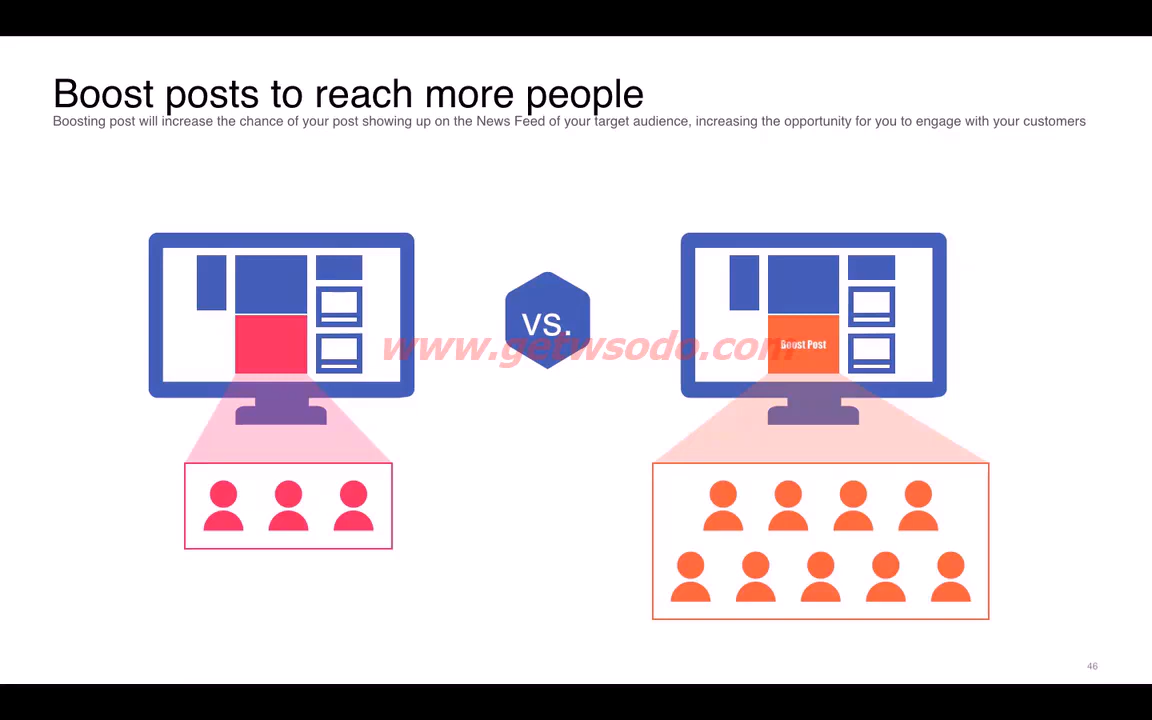 Boost posts to reach more people
Boosting post will increase the chance of your post showing up on the News Feed of your target audience, increasing the opportunity for you to engage with your customers
vs.
Boost Post
www.getwsodo.com
46